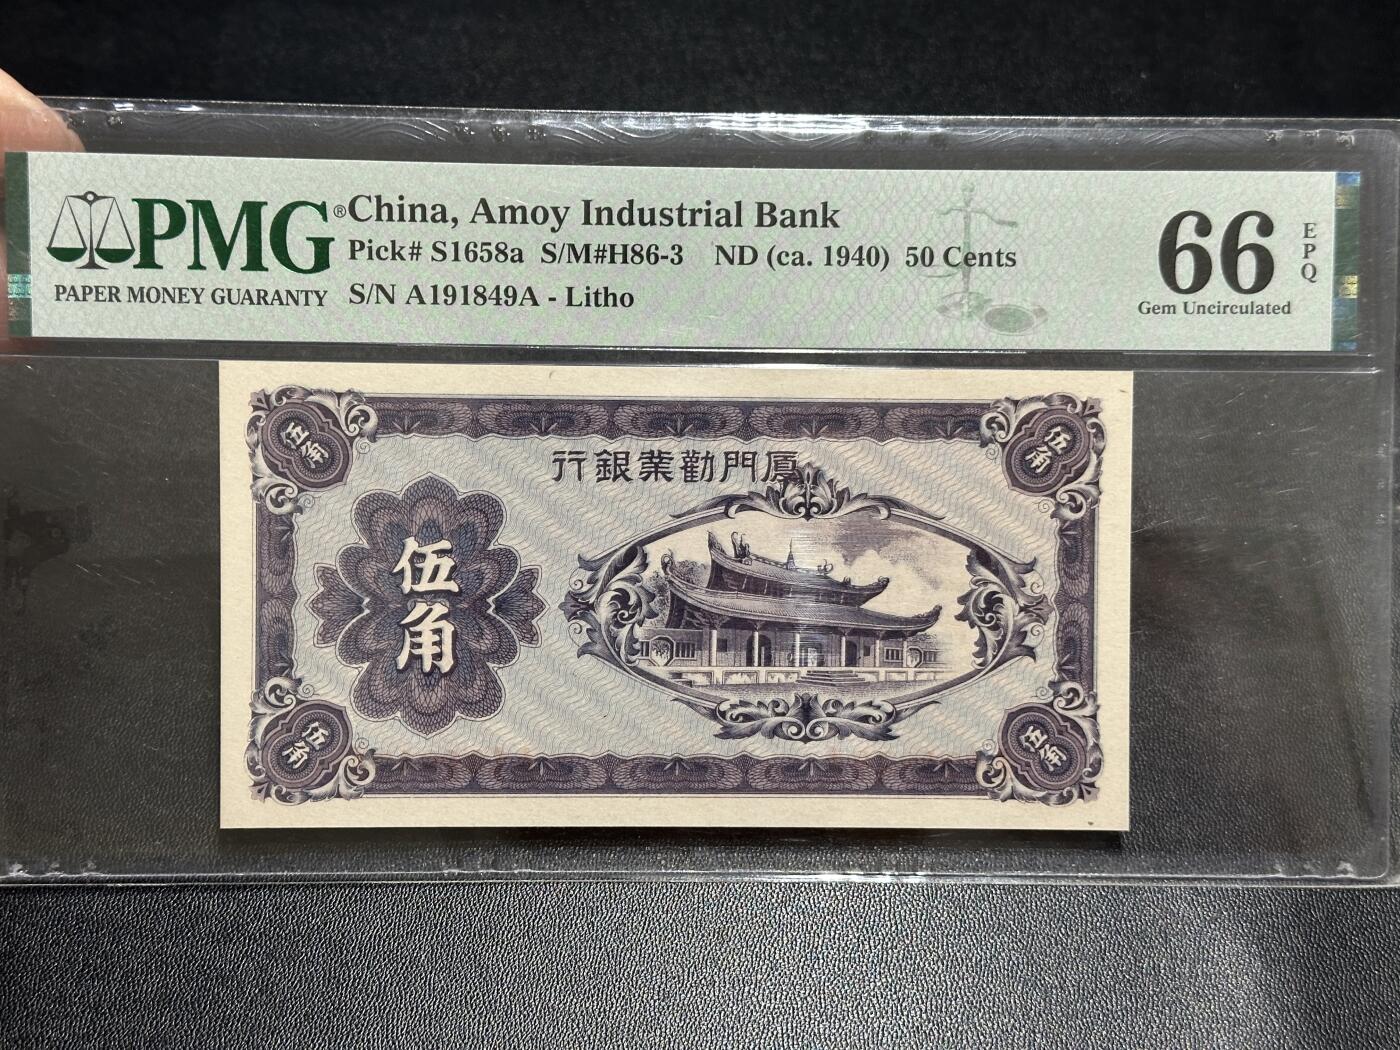 PMG® China, Amoy Industrial Bank
Pick# S1658a S/M#H86-3 ND (ca. 1940) 50 Cents
PAPER MONEY GUARANTY S/N A191849A - Litho
66 EPQ
Gem Uncirculated
伍角
伍角
行銀業勸門厦
伍角
伍角
伍角